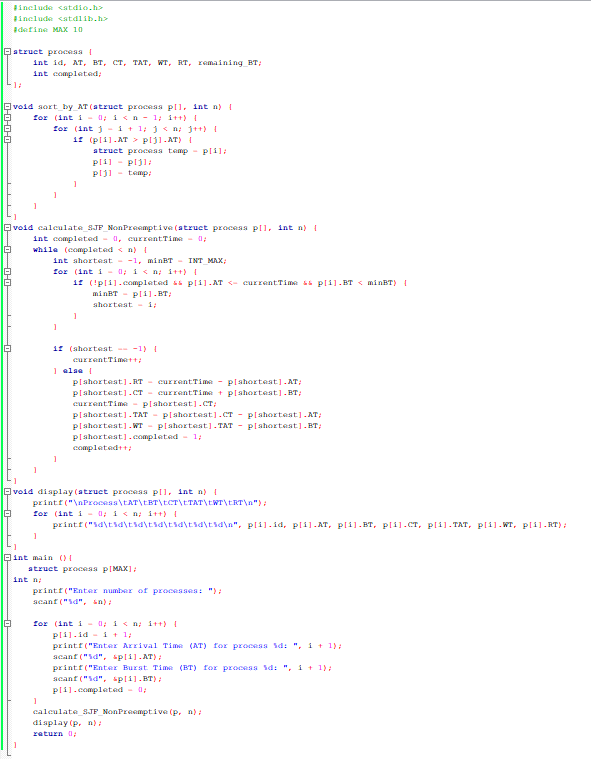 #include <stdio.h>
#include <stdlib.h>
#define MAX 10
struct process {
int id, AT, BT, CT, TAT, WT, RT, remaining_BT;
int completed;
};
void sort_by_AT(struct process p[], int n) {
for (int i = 0; i < n - 1; i++) {
for (int j = i + 1; j < n; j++) {
if (p[i].AT > p[j].AT) {
struct process temp = p[i];
p[i] = p[j];
p[j] = temp;
}
}
}
}
void calculate_SJF_NonPreemptive(struct process p[], int n) {
int completed = 0, currentTime = 0;
while (completed < n) {
int shortest = -1, minBT = INT_MAX;
for (int i = 0; i < n; i++) {
if (!p[i].completed && p[i].AT <= currentTime && p[i].BT < minBT) {
minBT = p[i].BT;
shortest = i;
}
}
if (shortest == -1) {
currentTime++;
} else {
p[shortest].RT = currentTime - p[shortest].AT;
p[shortest].CT = currentTime + p[shortest].BT;
currentTime = p[shortest].CT;
p[shortest].TAT = p[shortest].CT - p[shortest].AT;
p[shortest].WT = p[shortest].TAT - p[shortest].BT;
p[shortest].completed = 1;
completed++;
}
}
}
void display(struct process p[], int n) {
printf("\nProcess\tAT\tBT\tCT\tTAT\tWT\tRT\n");
for (int i = 0; i < n; i++) {
printf("%d\t%d\t%d\t%d\t%d\t%d\t%d\n", p[i].id, p[i].AT, p[i].BT, p[i].CT, p[i].TAT, p[i].WT, p[i].RT);
}
}
int main (){
struct process p[MAX];
int n;
printf("Enter number of processes: ");
scanf("%d", &n);
for (int i = 0; i < n; i++) {
p[i].id = i + 1;
printf("Enter Arrival Time (AT) for process %d: ", i + 1);
scanf("%d", &p[i].AT);
printf("Enter Burst Time (BT) for process %d: ", i + 1);
scanf("%d", &p[i].BT);
p[i].completed = 0;
}
calculate_SJF_NonPreemptive(p, n);
display(p, n);
return 0;
}